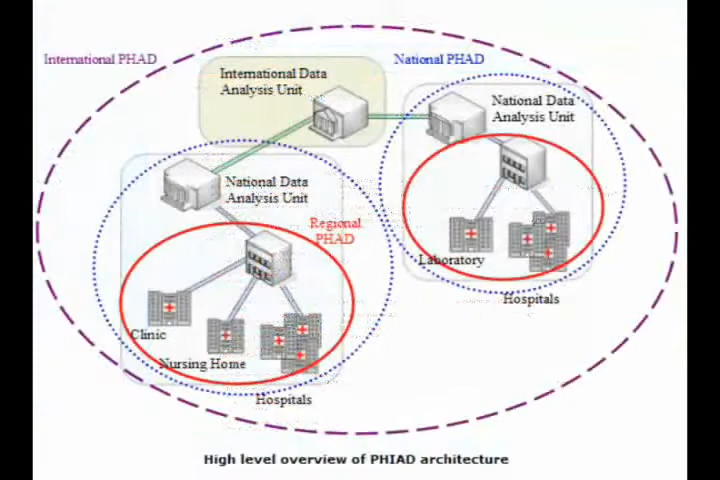 International PHAD
National PHAD
International Data
Analysis Unit
National Data
Analysis Unit
National Data
Analysis Unit
Regional
PHAD
Laboratory
Hospitals
Clinic
Nursing Home
Hospitals
High level overview of PHIAD architecture